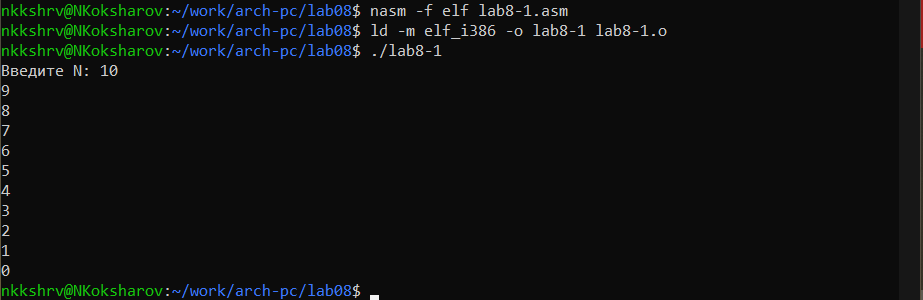 nkkshrv@NKoksharov:~/work/arch-pc/lab08$ nasm -f elf lab8-1.asm
nkkshrv@NKoksharov:~/work/arch-pc/lab08$ ld -m elf_i386 -o lab8-1 lab8-1.o
nkkshrv@NKoksharov:~/work/arch-pc/lab08$ ./lab8-1
Введите N: 10
9
8
7
6
5
4
3
2
1
0
nkkshrv@NKoksharov:~/work/arch-pc/lab08$